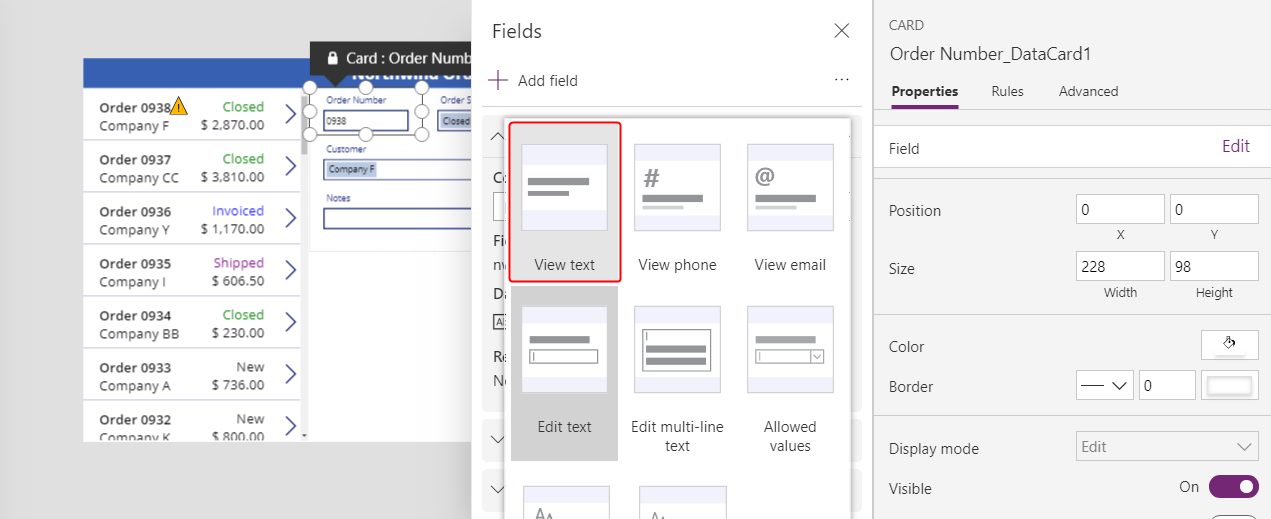 Card : Order Numb
Northwind Ord
Order 0938
Closed
Company F
$ 2,870.00
Order 0937
Closed
Company CC
$ 3,810.00
Order 0936
Invoiced
Company Y
$ 1,170.00
Order 0935
Shipped
Company I
$ 606.50
Order 0934
Closed
Company BB
$ 230.00
Order 0933
New
Company A
$ 736.00
Order 0932
New
Company K
$ 800.00
Order Number
Order S
0938
Closed
Customer
Company F
Notes
Fields
Add field
...
View text
# View phone
@ View email
Edit text
Edit multi-line
text
Allowed
values
CARD
Order Number_DataCard1
Properties
Rules
Advanced
Field
Edit
Position
0
0
X
Y
Size
228
98
Width
Height
Color
Border
0
Display mode
Edit
Visible
On